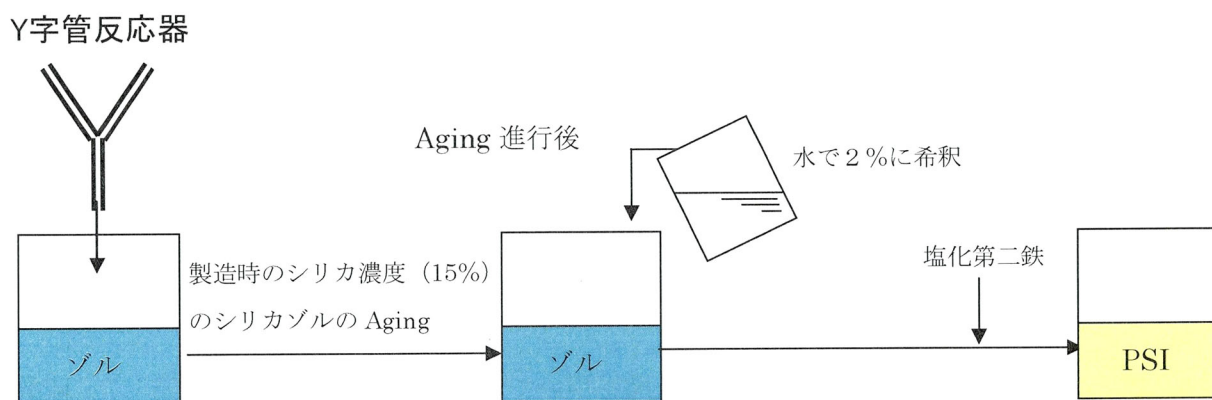 Y字管反応器
Aging 進行後
水で２%に希釈
製造時のシリカ濃度（15%）
のシリカゾルの Aging
塩化第二鉄
ゾル
ゾル
PSI